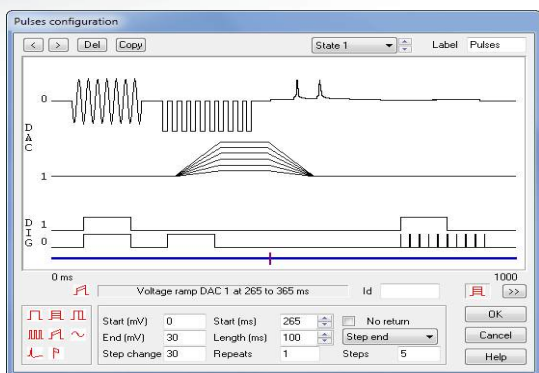 Pulses configuration
< > Del Copy State 1 Label Pulses
0
DAC
1
DIG 1
0
0 ms 1000
Voltage ramp DAC 1 at 265 to 365 ms Id >>
Start (mV) 0 Start (ms) 265 No return OK
End (mV) 30 Length (ms) 100 Step end Cancel
Step change 30 Repeats 1 Steps 5 Help